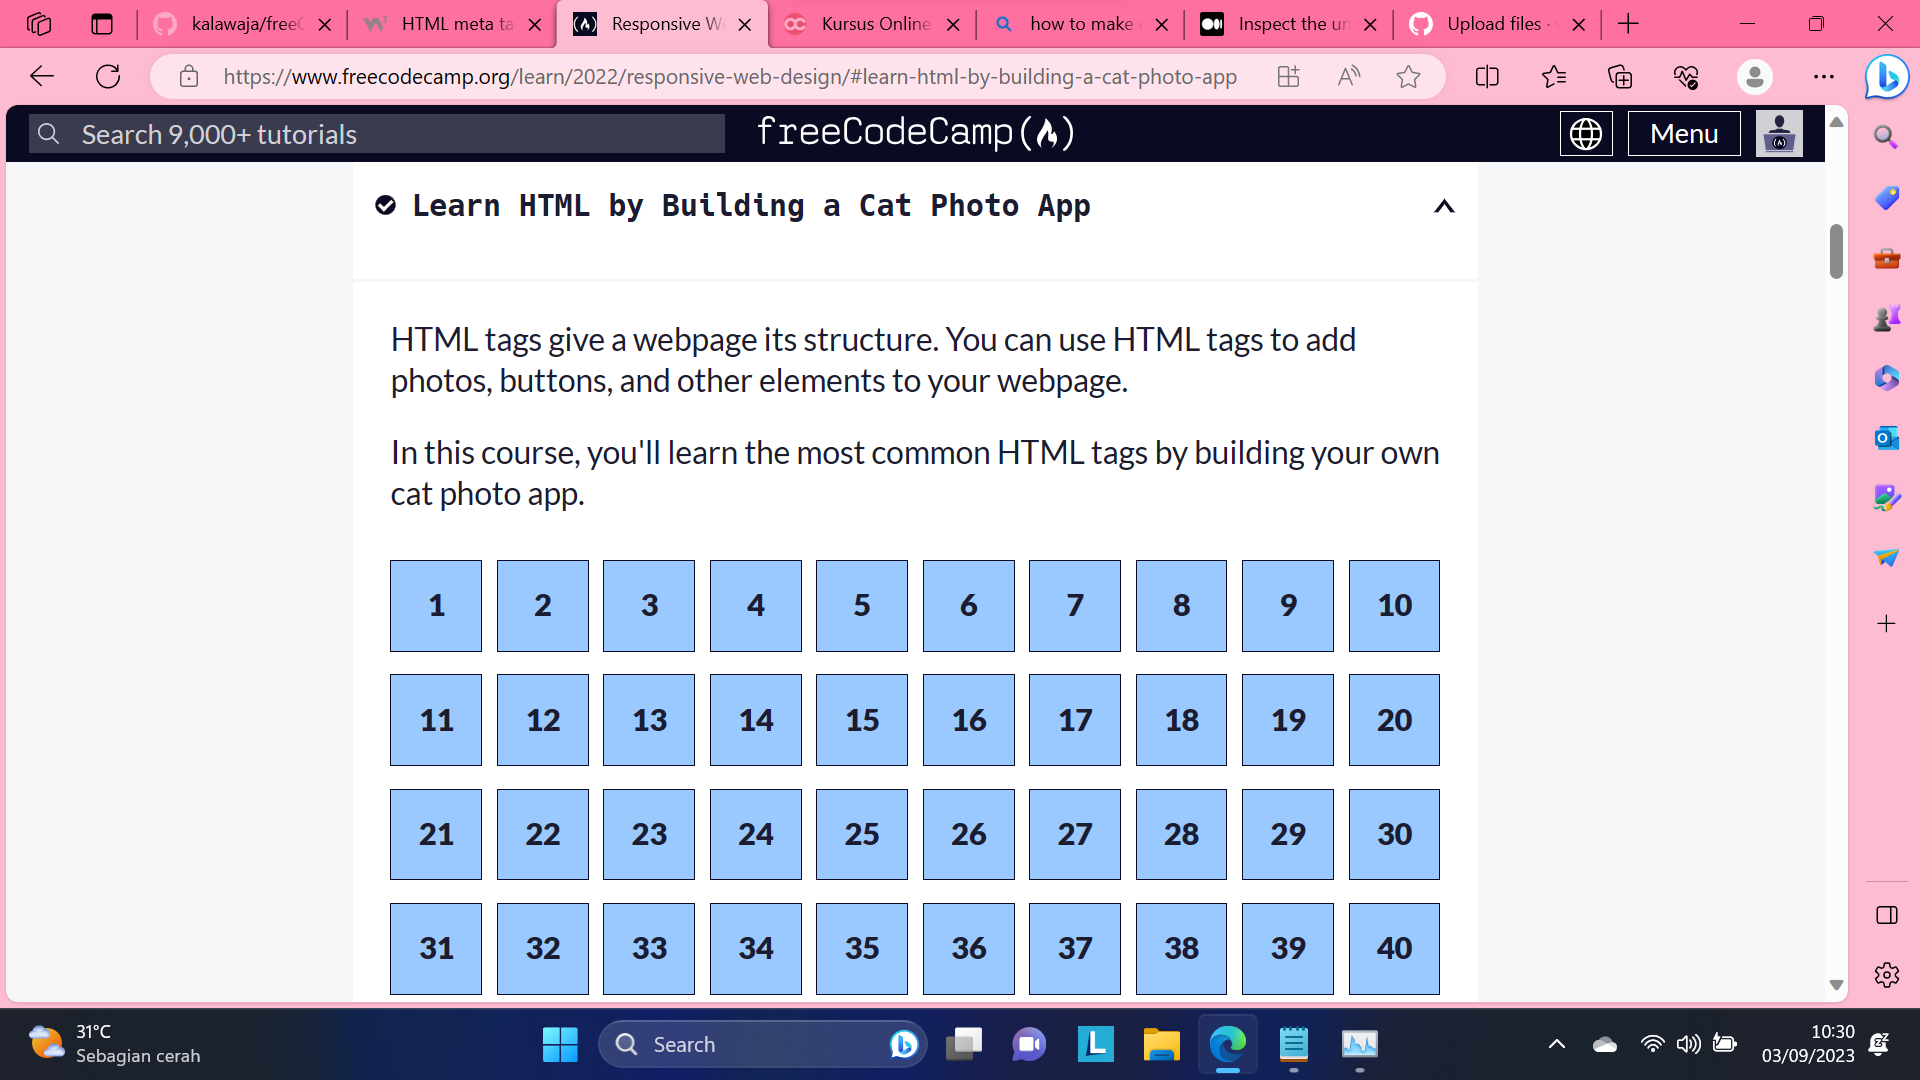 kalawaja/free
HTML meta ta
Responsive W
Kursus Online
how to make
Inspect the un
Upload files ·
https://www.freecodecamp.org/learn/2022/responsive-web-design/#learn-html-by-building-a-cat-photo-app
Search 9,000+ tutorials
freeCodeCamp
Menu
Learn HTML by Building a Cat Photo App
HTML tags give a webpage its structure. You can use HTML tags to add
photos, buttons, and other elements to your webpage.
In this course, you'll learn the most common HTML tags by building your own
cat photo app.
1 2 3 4 5 6 7 8 9 10
11 12 13 14 15 16 17 18 19 20
21 22 23 24 25 26 27 28 29 30
31 32 33 34 35 36 37 38 39 40
31°C
Sebagian cerah
Search
10:30
03/09/2023